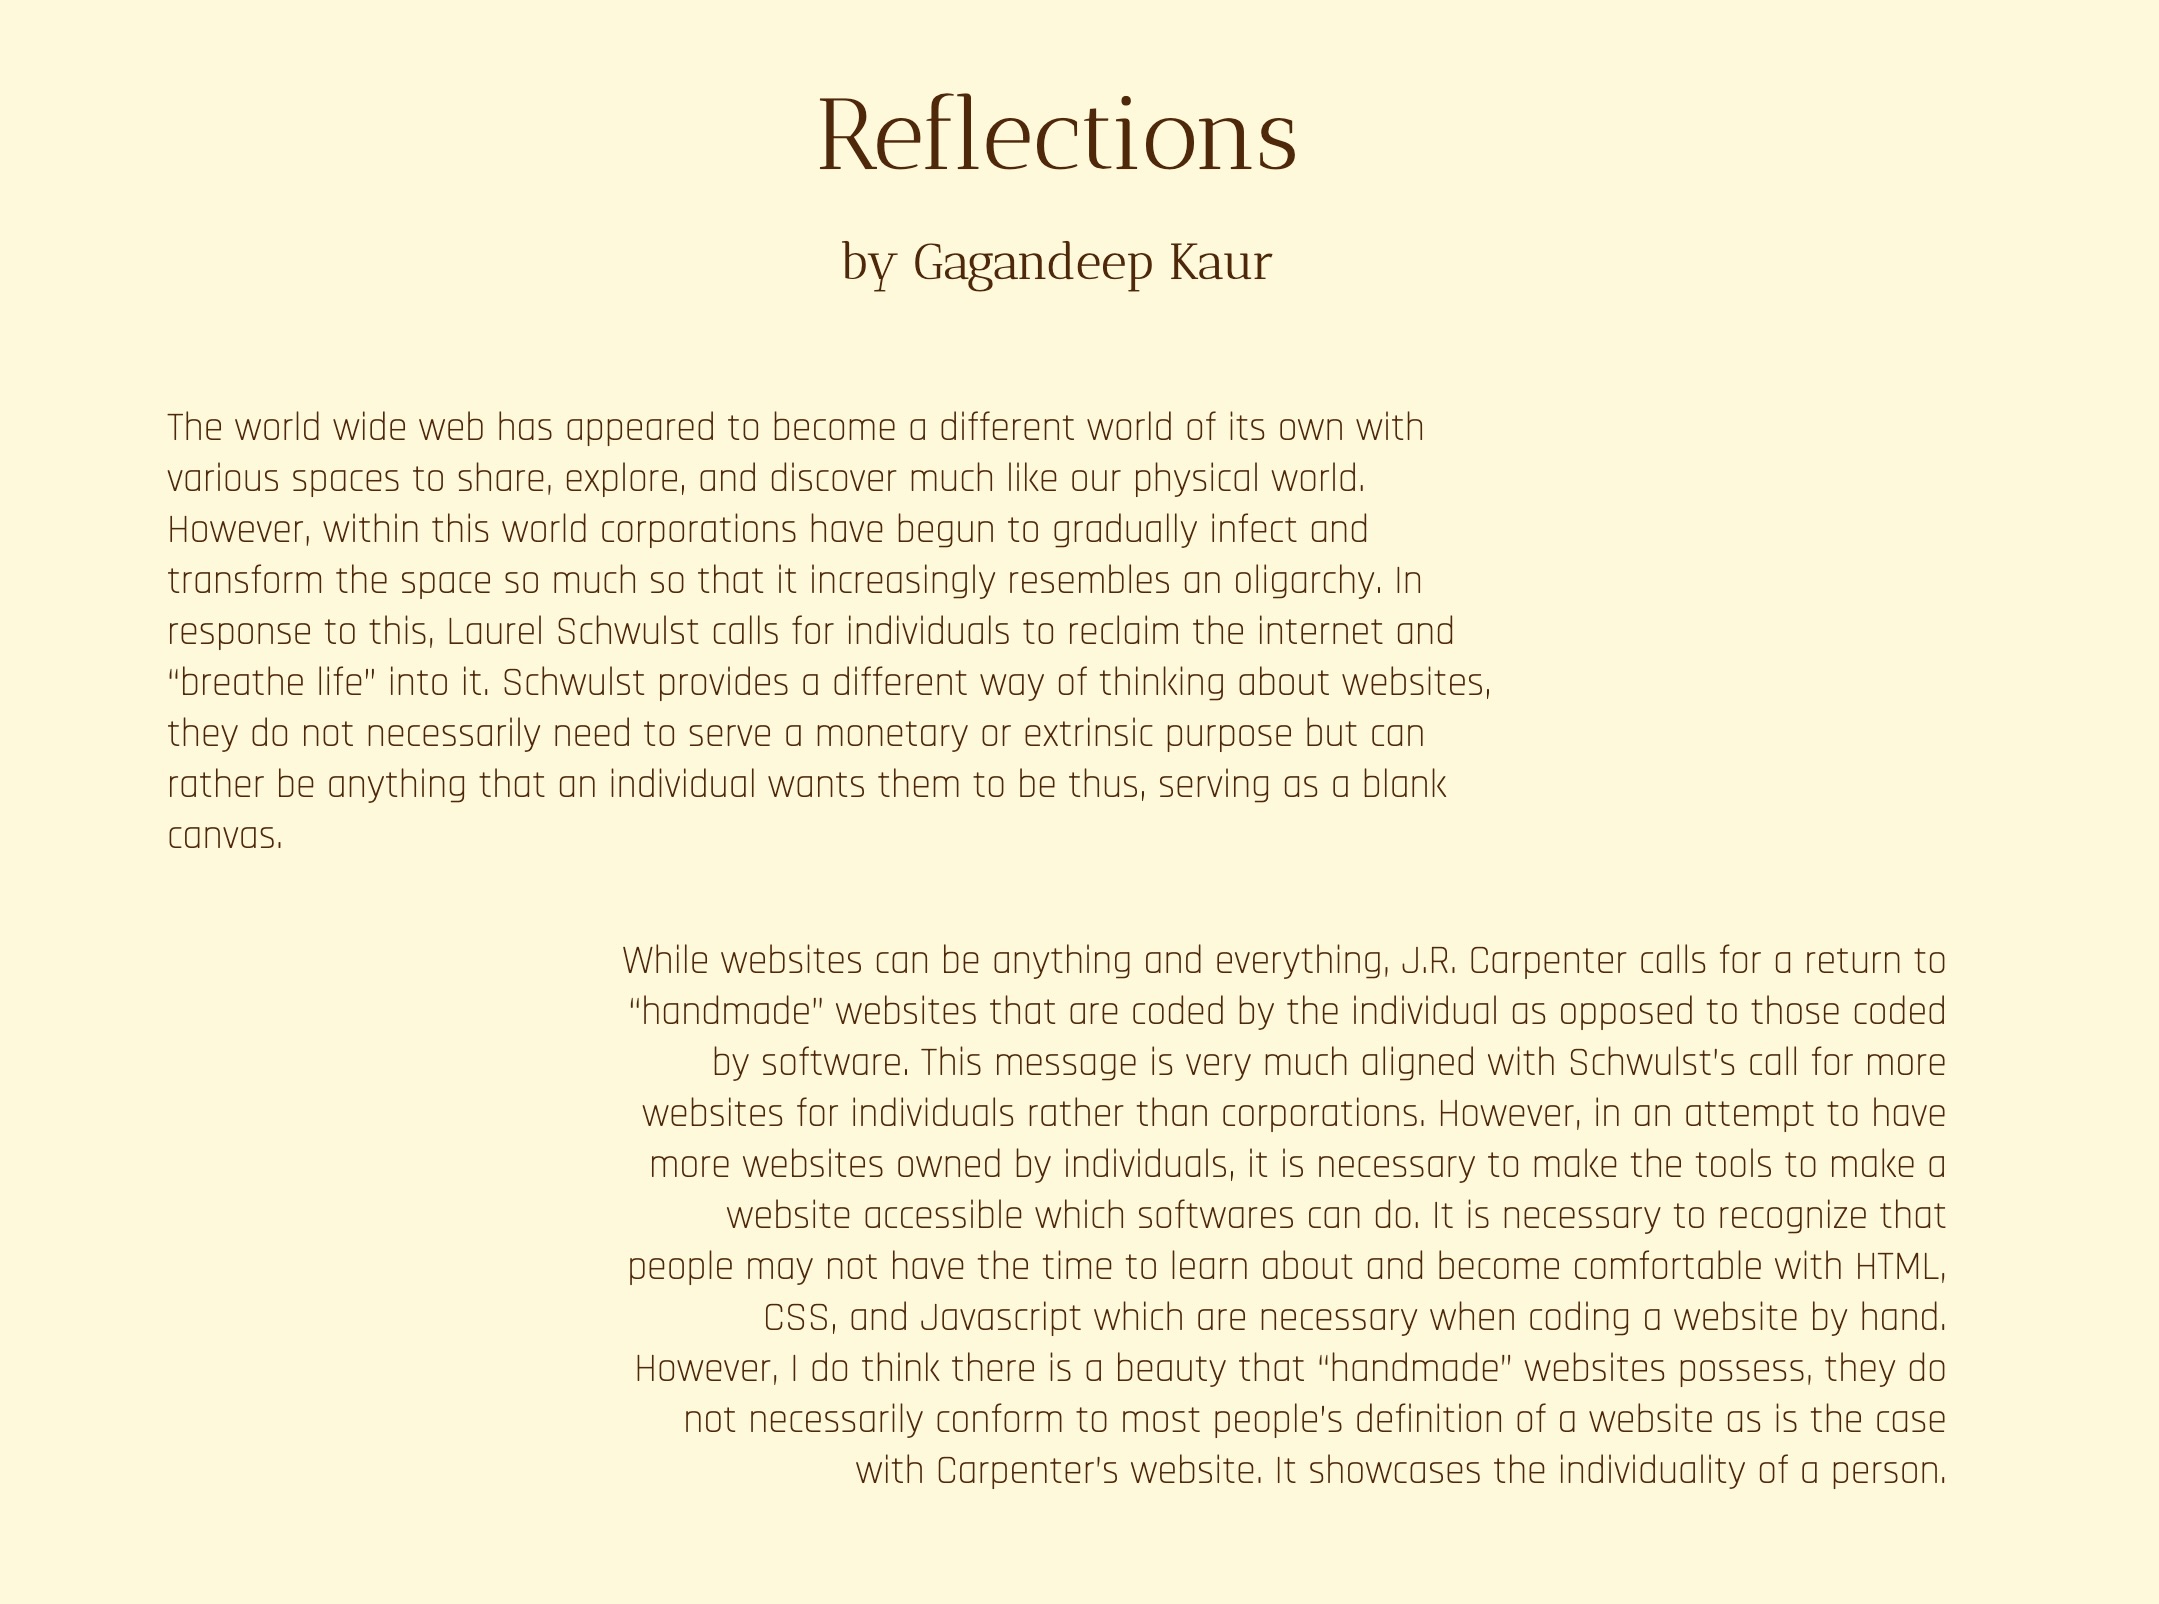 Reflections
by Gagandeep Kaur
The world wide web has appeared to become a different world of its own with
various spaces to share, explore, and discover much like our physical world.
However, within this world corporations have begun to gradually infect and
transform the space so much so that it increasingly resembles an oligarchy. In
response to this, Laurel Schwulst calls for individuals to reclaim the internet and
“breathe life” into it. Schwulst provides a different way of thinking about websites,
they do not necessarily need to serve a monetary or extrinsic purpose but can
rather be anything that an individual wants them to be thus, serving as a blank
canvas.
While websites can be anything and everything, J.R. Carpenter calls for a return to
“handmade” websites that are coded by the individual as opposed to those coded
by software. This message is very much aligned with Schwulst’s call for more
websites for individuals rather than corporations. However, in an attempt to have
more websites owned by individuals, it is necessary to make the tools to make a
website accessible which softwares can do. It is necessary to recognize that
people may not have the time to learn about and become comfortable with HTML,
CSS, and Javascript which are necessary when coding a website by hand.
However, I do think there is a beauty that “handmade” websites possess, they do
not necessarily conform to most people’s definition of a website as is the case
with Carpenter’s website. It showcases the individuality of a person.